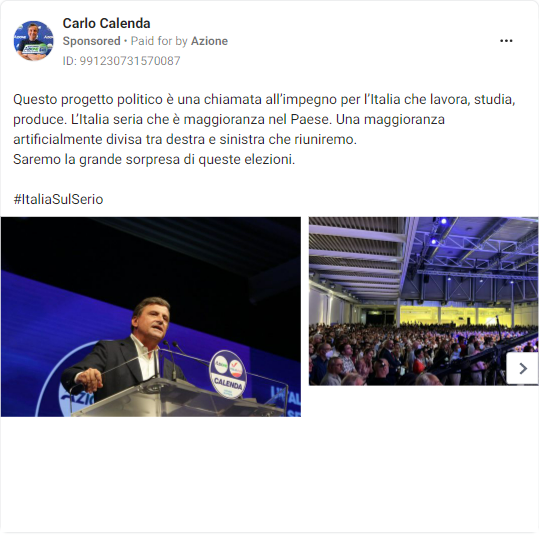 Carlo Calenda
Sponsored • Paid for by Azione
ID: 991230731570087
Questo progetto politico è una chiamata all’impegno per l’Italia che lavora, studia,
produce. L’Italia seria che è maggioranza nel Paese. Una maggioranza
artificialmente divisa tra destra e sinistra che riuniremo.
Saremo la grande sorpresa di queste elezioni.
#ItaliaSulSerio
CALENDA